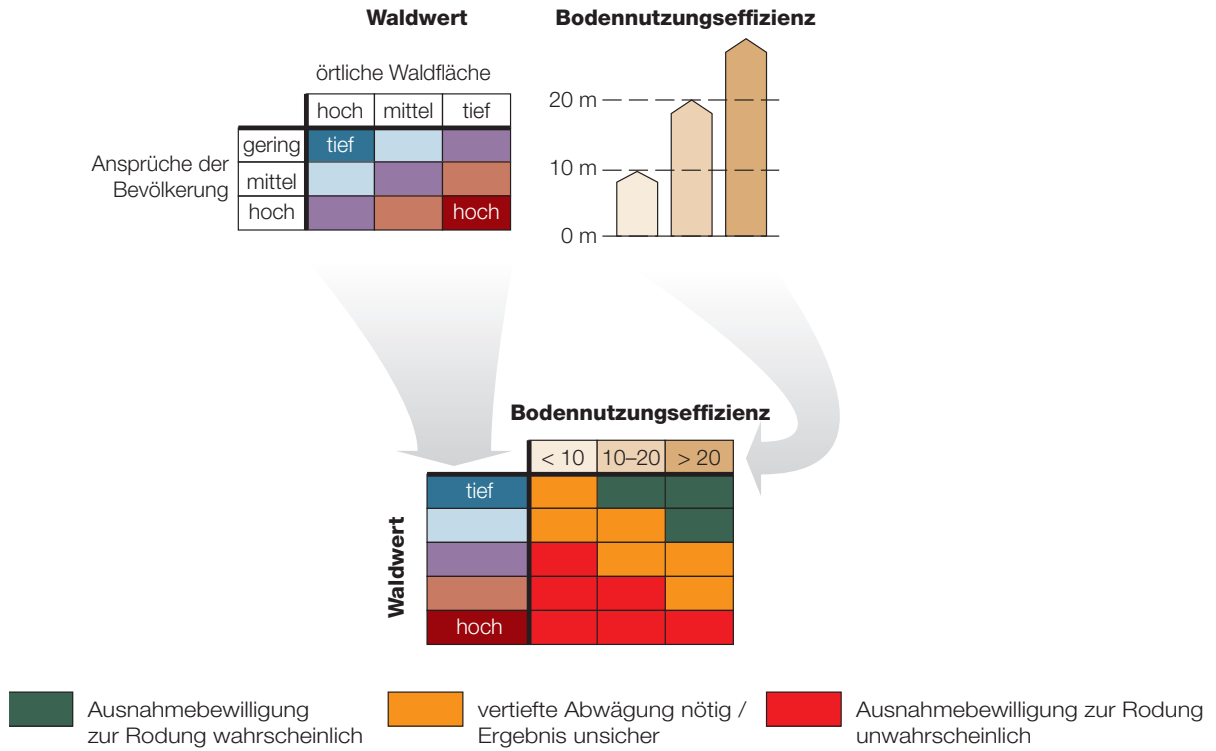 Waldwert
Bodennutzungseffizienz
örtliche Waldfläche
hoch mittel tief
Ansprüche der
Bevölkerung
gering tief
mittel
hoch hoch
20 m
10 m
0 m
Bodennutzungseffizienz
< 10 10–20 > 20
Waldwert
tief
hoch
Ausnahmebewilligung
zur Rodung wahrscheinlich
vertiefte Abwägung nötig /
Ergebnis unsicher
Ausnahmebewilligung zur Rodung
unwahrscheinlich